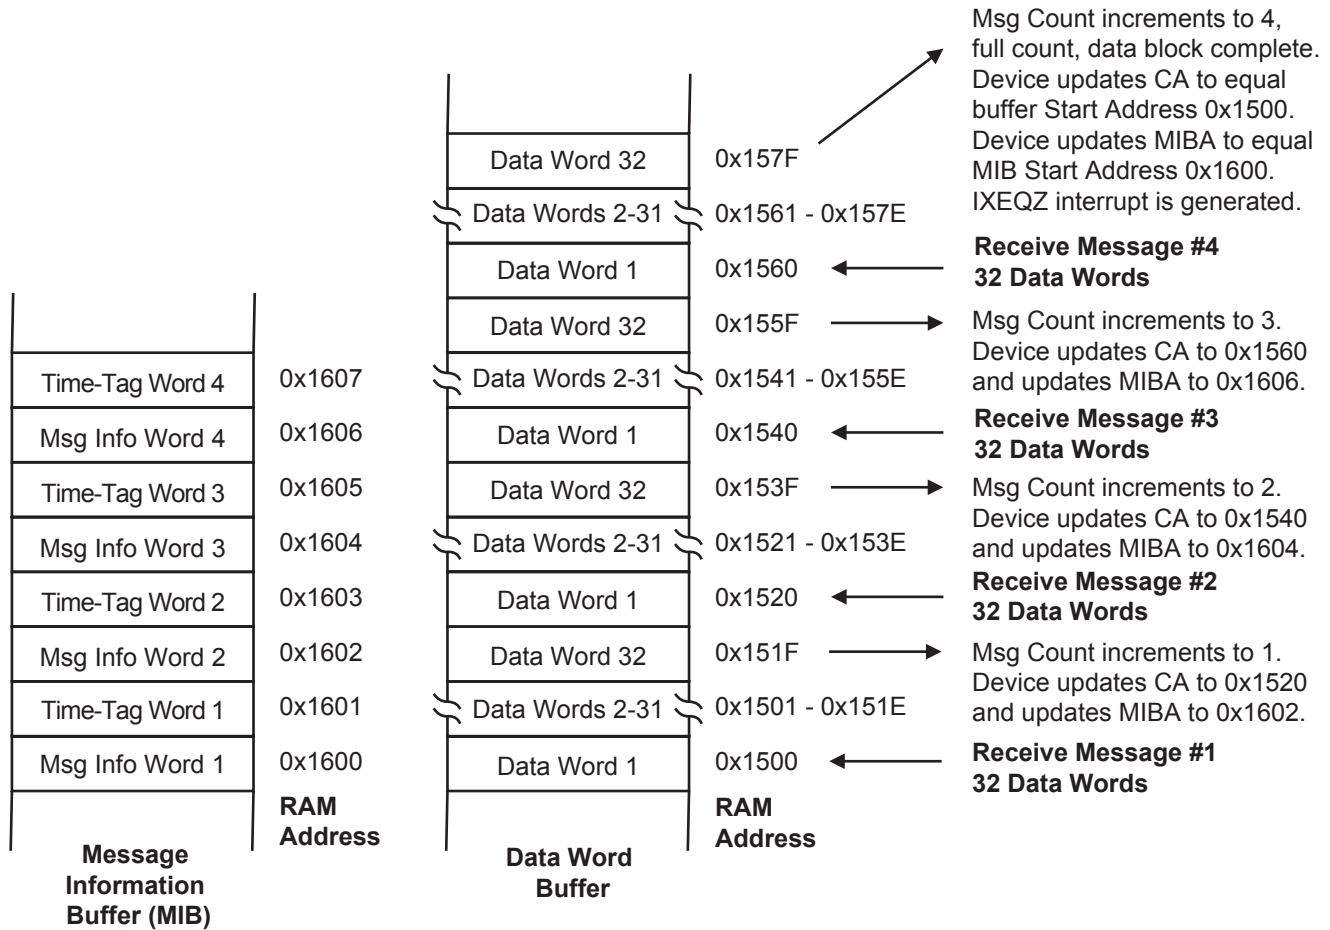 Msg Count increments to 4,
full count, data block complete.
Device updates CA to equal
buffer Start Address 0x1500.
Device updates MIBA to equal
MIB Start Address 0x1600.
IXEQZ interrupt is generated.
Data Word 32 0x157F
Data Words 2-31 0x1561 - 0x157E
Receive Message #4
32 Data Words
Data Word 1 0x1560
Data Word 32 0x155F
Msg Count increments to 3.
Device updates CA to 0x1560
and updates MIBA to 0x1606.
Time-Tag Word 4 0x1607
Data Words 2-31 0x1541 - 0x155E
Receive Message #3
32 Data Words
Msg Info Word 4 0x1606
Data Word 1 0x1540
Time-Tag Word 3 0x1605
Data Word 32 0x153F
Msg Count increments to 2.
Device updates CA to 0x1540
and updates MIBA to 0x1604.
Msg Info Word 3 0x1604
Data Words 2-31 0x1521 - 0x153E
Receive Message #2
32 Data Words
Time-Tag Word 2 0x1603
Data Word 1 0x1520
Msg Info Word 2 0x1602
Data Word 32 0x151F
Msg Count increments to 1.
Device updates CA to 0x1520
and updates MIBA to 0x1602.
Time-Tag Word 1 0x1601
Data Words 2-31 0x1501 - 0x151E
Receive Message #1
32 Data Words
Msg Info Word 1 0x1600
Data Word 1 0x1500
RAM
Address
RAM
Address
Message
Information
Buffer (MIB)
Data Word
Buffer